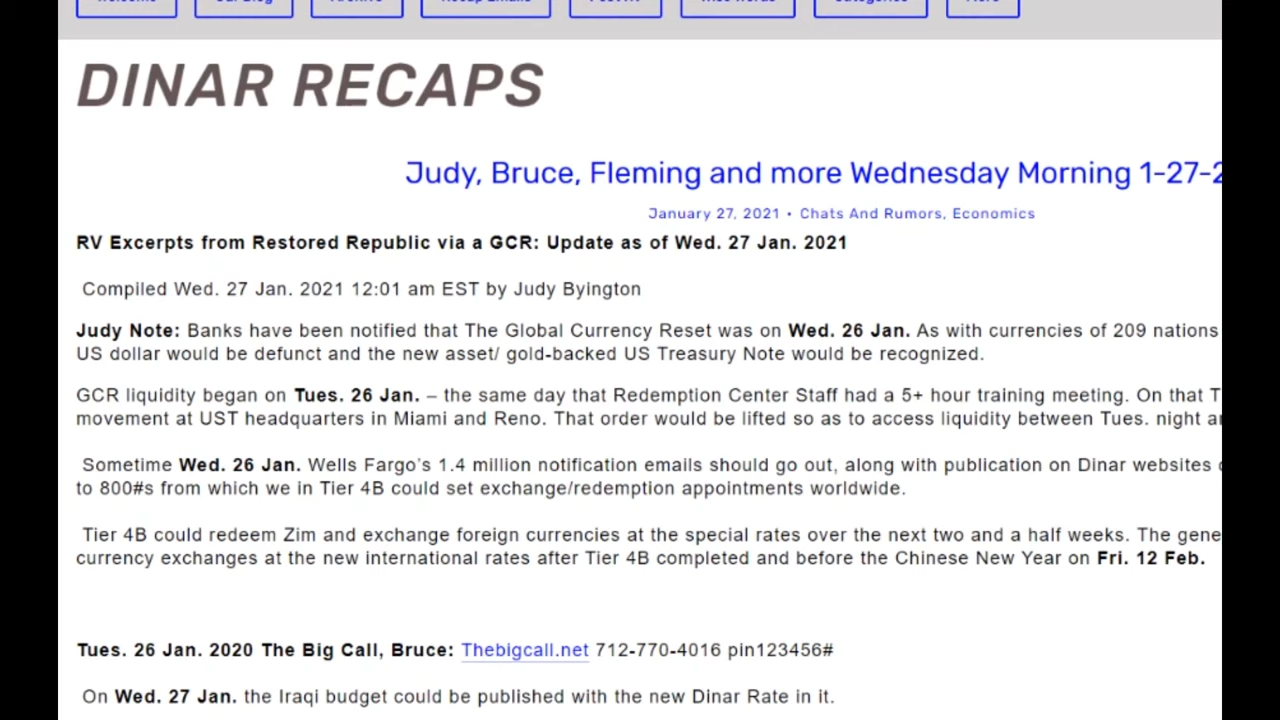 DINAR RECAPS
Judy, Bruce, Fleming and more Wednesday Morning 1-27-2
January 27, 2021 • Chats And Rumors, Economics
RV Excerpts from Restored Republic via a GCR: Update as of Wed. 27 Jan. 2021
Compiled Wed. 27 Jan. 2021 12:01 am EST by Judy Byington
Judy Note: Banks have been notified that The Global Currency Reset was on Wed. 26 Jan. As with currencies of 209 nations
US dollar would be defunct and the new asset/ gold-backed US Treasury Note would be recognized.
GCR liquidity began on Tues. 26 Jan. – the same day that Redemption Center Staff had a 5+ hour training meeting. On that
movement at UST headquarters in Miami and Reno. That order would be lifted so as to access liquidity between Tues. night
Sometime Wed. 26 Jan. Wells Fargo's 1.4 million notification emails should go out, along with publication on Dinar websites
to 800#s from which we in Tier 4B could set exchange/redemption appointments worldwide.
Tier 4B could redeem Zim and exchange foreign currencies at the special rates over the next two and a half weeks. The gene
currency exchanges at the new international rates after Tier 4B completed and before the Chinese New Year on Fri. 12 Feb.
Tues. 26 Jan. 2020 The Big Call, Bruce: Thebigcall.net 712-770-4016 pin123456#
On Wed. 27 Jan. the Iraqi budget could be published with the new Dinar Rate in it.